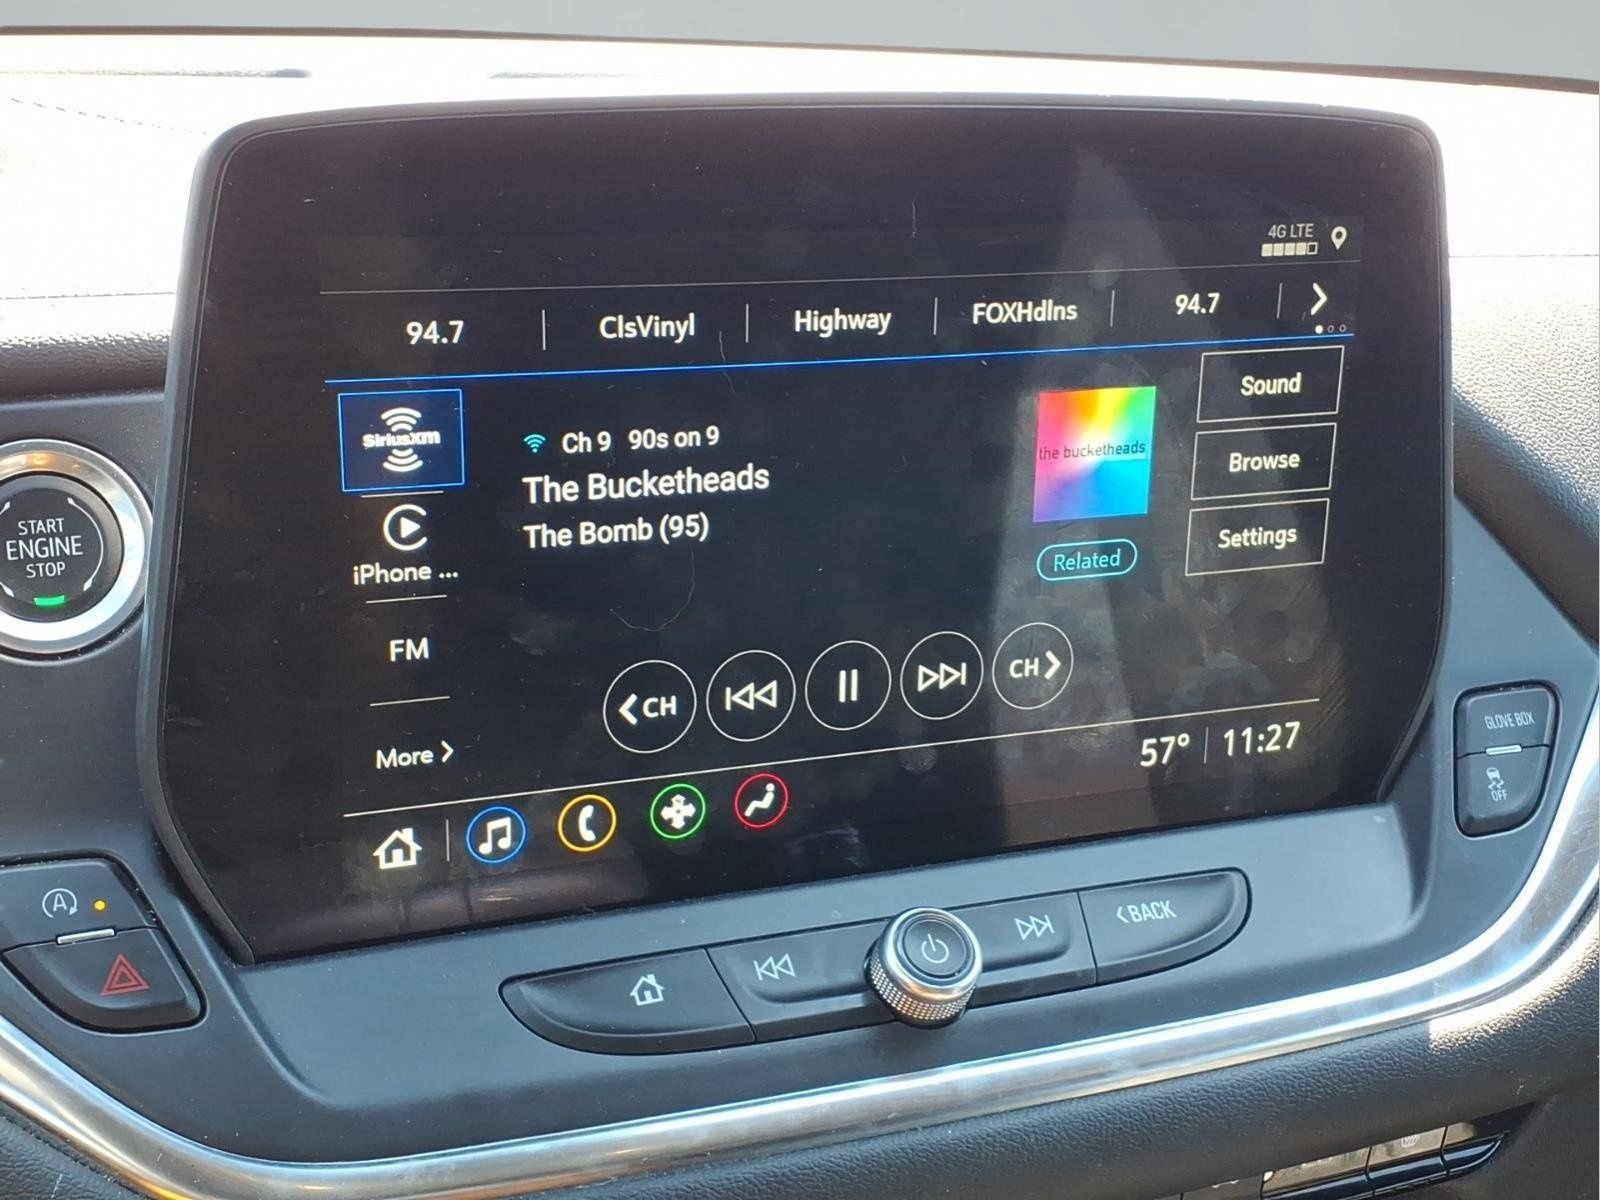 4G LTE
94.7
ClsVinyl
Highway
FOXHdlns
94.7
SiriusXM
Ch 9 90s on 9
The Bucketheads
The Bomb (95)
the bucketheads
Related
Sound
Browse
Settings
iPhone ...
FM
More
CH
CH
57° 11:27
START
ENGINE
STOP
A
GLOVE BOX
OFF
BACK